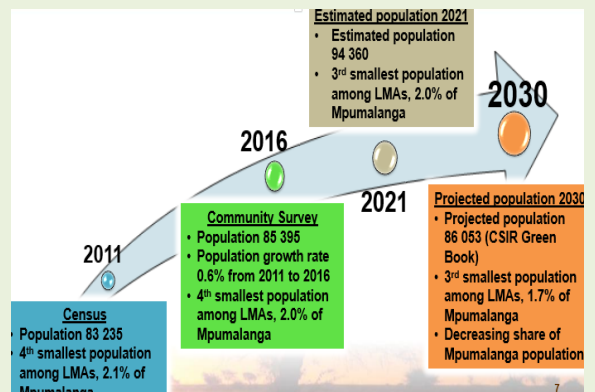 Estimated population 2021
• Estimated population
94 360
• 3rd smallest population
among LMAs, 2.0% of
Mpumalanga
2030
2016
2021
2011
Community Survey
• Population 85 395
• Population growth rate
0.6% from 2011 to 2016
• 4th smallest population
among LMAs, 2.0% of
Mpumalanga
Projected population 2030
• Projected population
86 053 (CSIR Green
Book)
• 3rd smallest population
among LMAs, 1.7% of
Mpumalanga
• Decreasing share of
Mpumalanga population
Census
• Population 83 235
• 4th smallest population
among LMAs, 2.1% of
Mpumalanga
7